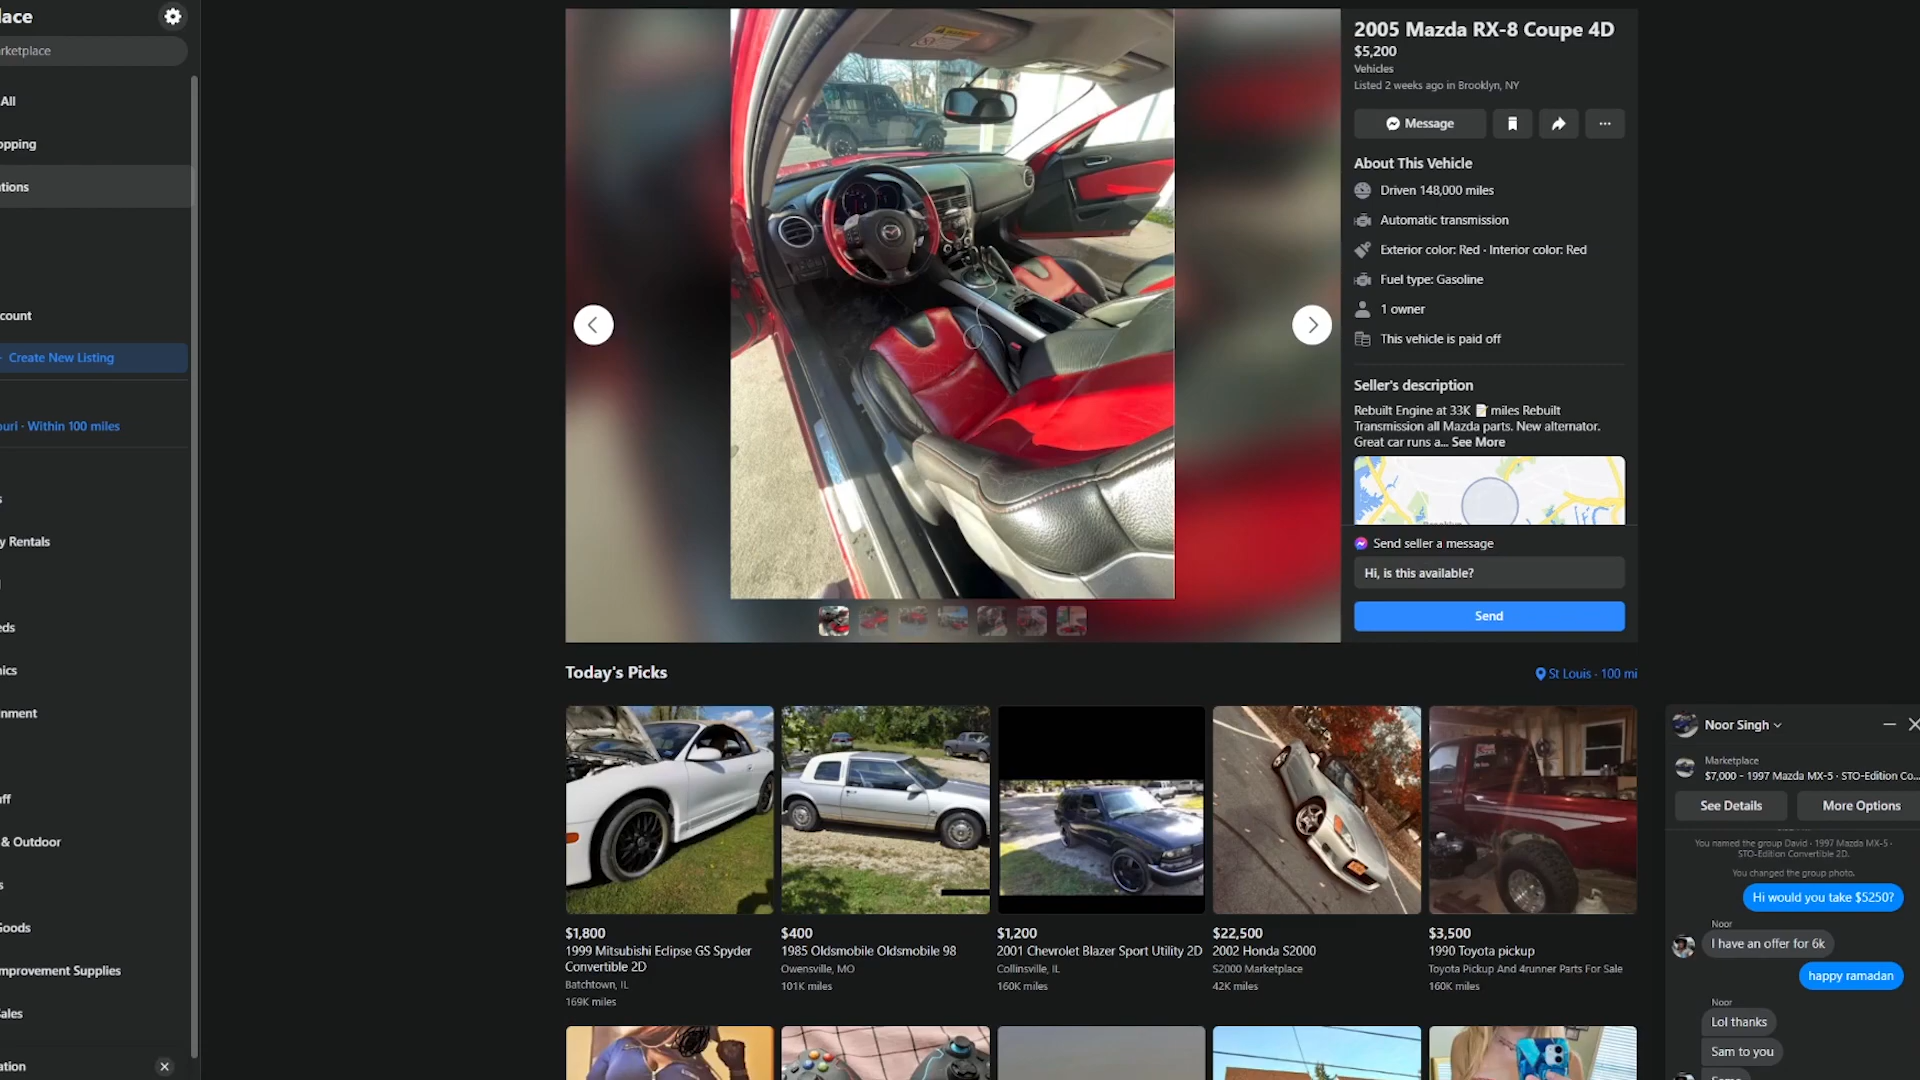 lace
rketplace
All
opping
tions
count
Create New Listing
ouri · Within 100 miles
s
y Rentals
eds
ics
inment
ff
& Outdoor
s
Goods
mprovement Supplies
Sales
ation
2005 Mazda RX-8 Coupe 4D
$5,200
Vehicles
Listed 2 weeks ago in Brooklyn, NY
Message
About This Vehicle
Driven 148,000 miles
Automatic transmission
Exterior color: Red · Interior color: Red
Fuel type: Gasoline
1 owner
This vehicle is paid off
Seller's description
Rebuilt Engine at 33K 📝 miles Rebuilt
Transmission all Mazda parts. New alternator.
Great car runs a... See More
Send seller a message
Hi, is this available?
Send
Today's Picks
St Louis · 100 mi
$1,800
1999 Mitsubishi Eclipse GS Spyder
Convertible 2D
Batchtown, IL
169K miles
$400
1985 Oldsmobile Oldsmobile 98
Owensville, MO
101K miles
$1,200
2001 Chevrolet Blazer Sport Utility 2D
Collinsville, IL
160K miles
$22,500
2002 Honda S2000
S2000 Marketplace
42K miles
$3,500
1990 Toyota pickup
Toyota Pickup And 4runner Parts For Sale
160K miles
Noor Singh
Marketplace
$7,000 - 1997 Mazda MX-5 · STO-Edition Co...
See Details
More Options
You named the group David · 1997 Mazda MX-5 ·
STO-Edition Convertible 2D.
You changed the group photo.
Hi would you take $5250?
Noor
I have an offer for 6k
happy ramadan
Noor
Lol thanks
Sam to you